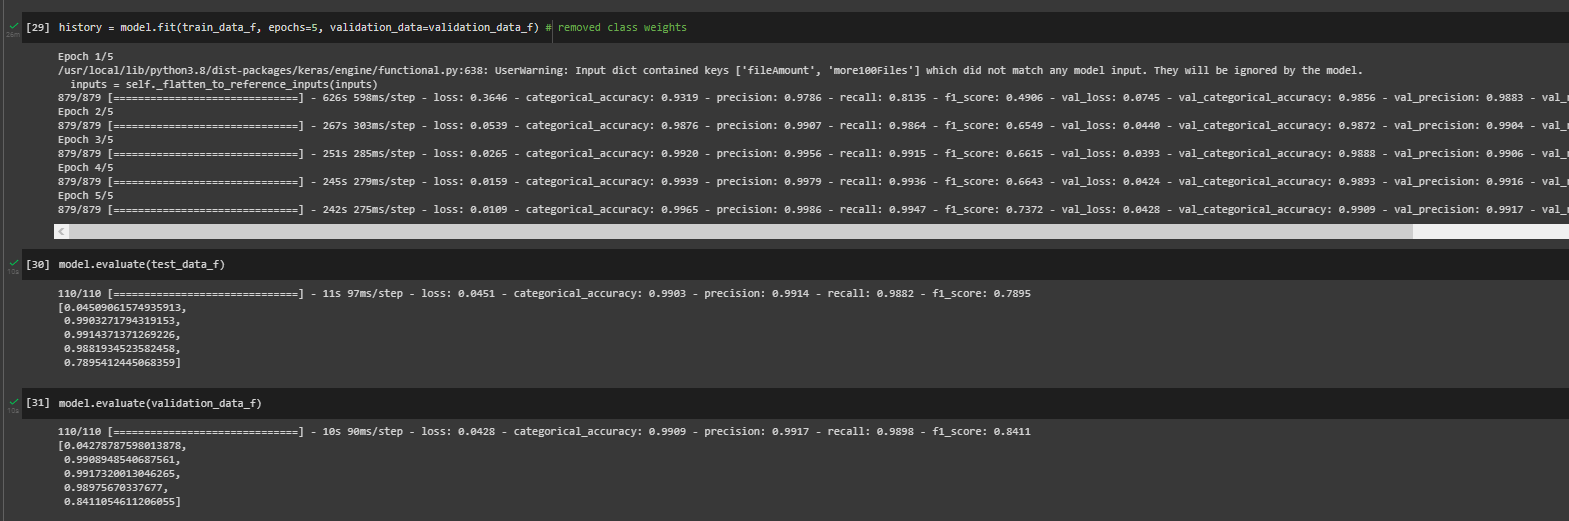 [29] history = model.fit(train_data_f, epochs=5, validation_data=validation_data_f) # removed class weights
26m
Epoch 1/5
/usr/local/lib/python3.8/dist-packages/keras/engine/functional.py:638: UserWarning: Input dict contained keys ['fileAmount', 'more100Files'] which did not match any model input. They will be ignored by the model.
  inputs = self._flatten_to_reference_inputs(inputs)
879/879 [==============================] - 626s 598ms/step - loss: 0.3646 - categorical_accuracy: 0.9319 - precision: 0.9786 - recall: 0.8135 - f1_score: 0.4906 - val_loss: 0.0745 - val_categorical_accuracy: 0.9856 - val_precision: 0.9883 - val_
Epoch 2/5
879/879 [==============================] - 267s 303ms/step - loss: 0.0539 - categorical_accuracy: 0.9876 - precision: 0.9907 - recall: 0.9864 - f1_score: 0.6549 - val_loss: 0.0440 - val_categorical_accuracy: 0.9872 - val_precision: 0.9904 - val_
Epoch 3/5
879/879 [==============================] - 251s 285ms/step - loss: 0.0265 - categorical_accuracy: 0.9920 - precision: 0.9956 - recall: 0.9915 - f1_score: 0.6615 - val_loss: 0.0393 - val_categorical_accuracy: 0.9888 - val_precision: 0.9906 - val_
Epoch 4/5
879/879 [==============================] - 245s 279ms/step - loss: 0.0159 - categorical_accuracy: 0.9939 - precision: 0.9979 - recall: 0.9936 - f1_score: 0.6643 - val_loss: 0.0424 - val_categorical_accuracy: 0.9893 - val_precision: 0.9916 - val_
Epoch 5/5
879/879 [==============================] - 242s 275ms/step - loss: 0.0109 - categorical_accuracy: 0.9965 - precision: 0.9986 - recall: 0.9947 - f1_score: 0.7372 - val_loss: 0.0428 - val_categorical_accuracy: 0.9909 - val_precision: 0.9917 - val_
[30] model.evaluate(test_data_f)
10s
110/110 [==============================] - 11s 97ms/step - loss: 0.0451 - categorical_accuracy: 0.9903 - precision: 0.9914 - recall: 0.9882 - f1_score: 0.7895
[0.04509061574935913,
 0.9903271794319153,
 0.9914371371269226,
 0.9881934523582458,
 0.7895412445068359]
[31] model.evaluate(validation_data_f)
10s
110/110 [==============================] - 10s 90ms/step - loss: 0.0428 - categorical_accuracy: 0.9909 - precision: 0.9917 - recall: 0.9898 - f1_score: 0.8411
[0.04278787598013878,
 0.9908948540687561,
 0.9917320013046265,
 0.98975670337677,
 0.8411054611206055]